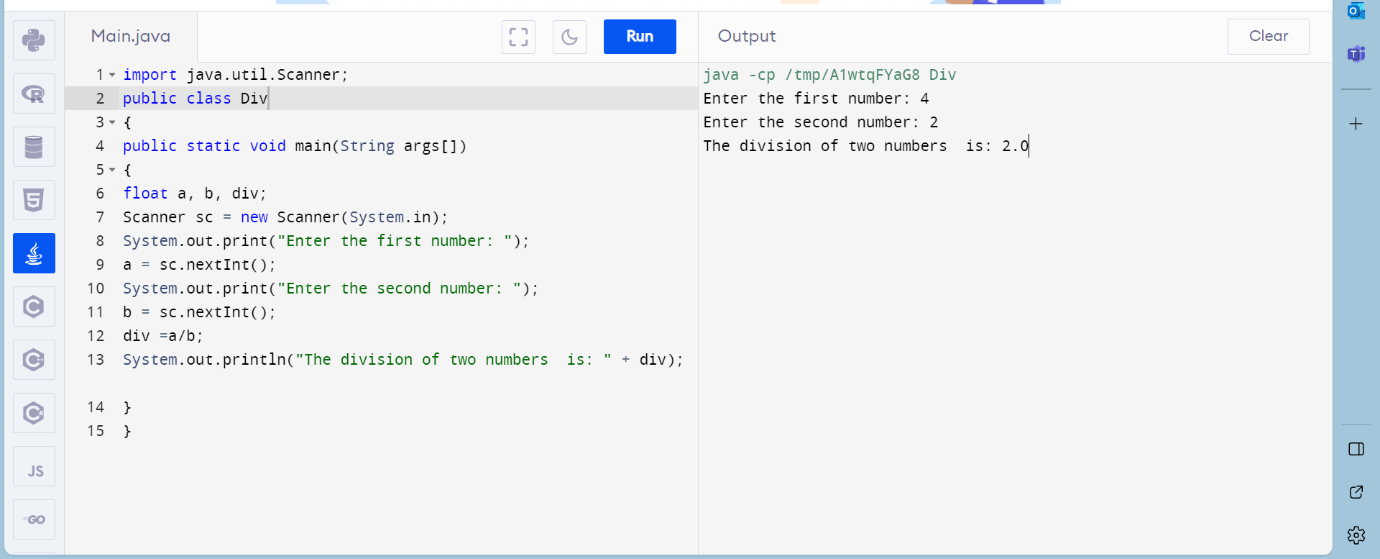 Main.java
Run
Output
Clear
1 import java.util.Scanner;
2 public class Div
3 {
4 public static void main(String args[])
5 {
6 float a, b, div;
7 Scanner sc = new Scanner(System.in);
8 System.out.print("Enter the first number: ");
9 a = sc.nextInt();
10 System.out.print("Enter the second number: ");
11 b = sc.nextInt();
12 div =a/b;
13 System.out.println("The division of two numbers  is: " + div);
14 }
15 }
java -cp /tmp/A1wtqFYaG8 Div
Enter the first number: 4
Enter the second number: 2
The division of two numbers  is: 2.0
R
5
C
C
C
JS
GO